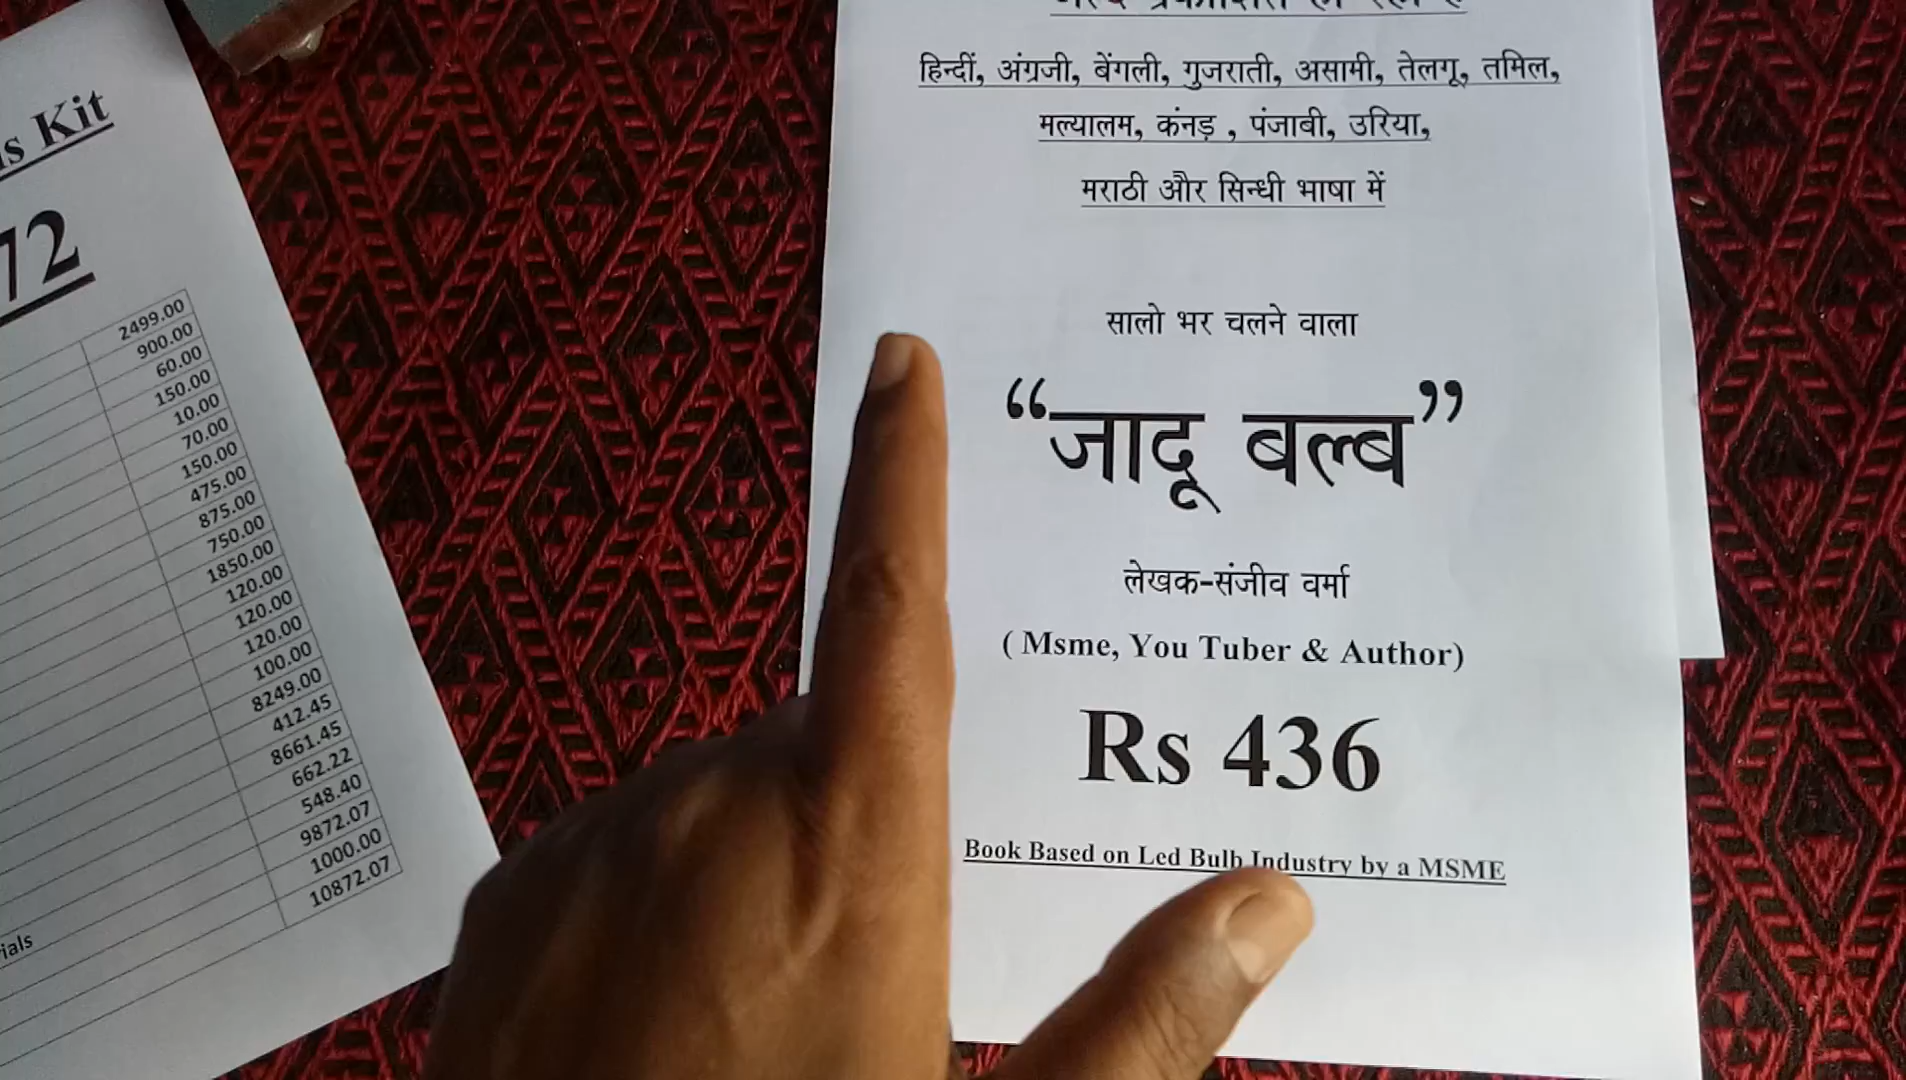 s Kit
72
2499.00
900.00
60.00
150.00
10.00
70.00
150.00
475.00
875.00
750.00
1850.00
120.00
120.00
120.00
100.00
8249.00
412.45
8661.45
662.22
548.40
9872.07
1000.00
10872.07
ials
हिन्दीं, अंग्रजी, बेंगली, गुजराती, असामी, तेलगू, तमिल,
मल्यालम, कंनड़ , पंजाबी, उरिया,
मराठी और सिन्धी भाषा में
सालो भर चलने वाला
“जादू बल्ब”
लेखक-संजीव वर्मा
( Msme, You Tuber & Author)
Rs 436
Book Based on Led Bulb Industry by a MSME